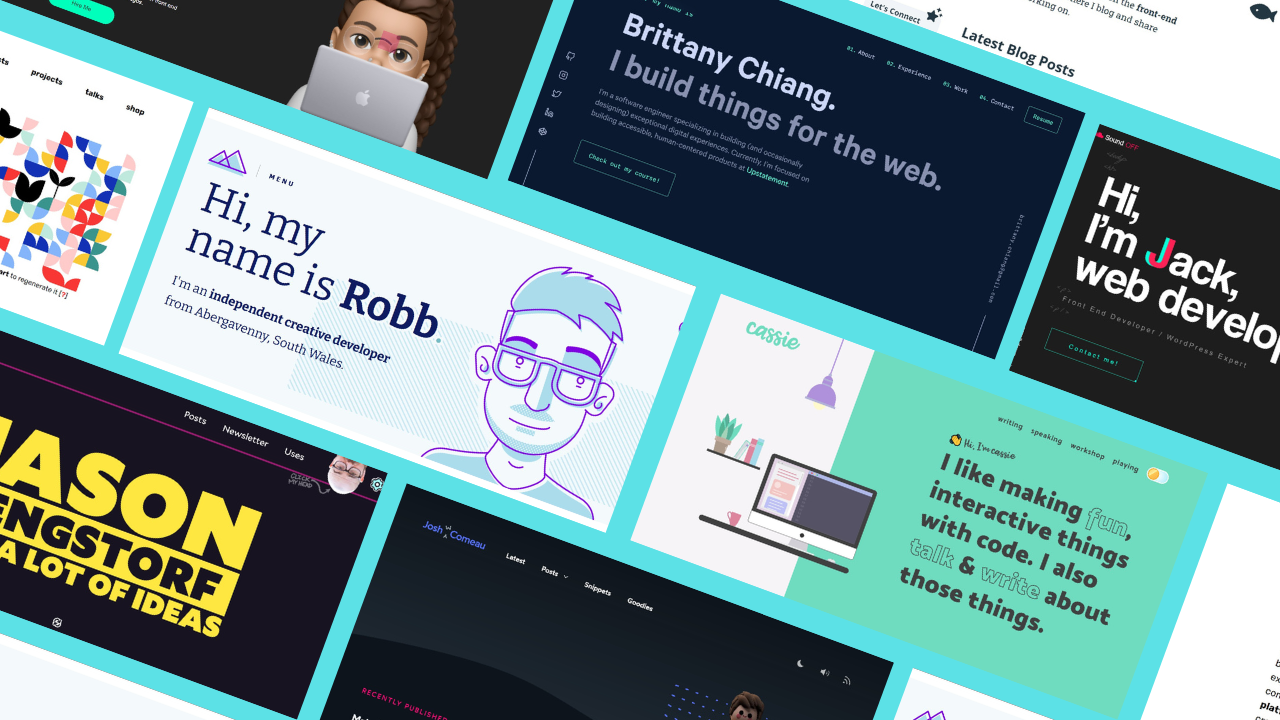 front end
Hire Me
projects
talks
shop
art to regenerate it [?]
MENU
Hi, my
name is Robb.
I'm an independent creative developer
from Abergavenny, South Wales.
01. About
02. Experience
03. Work
04. Contact
Resume
Brittany Chiang.
I build things for the web.
I'm a software engineer specializing in building (and occasionally
designing) exceptional digital experiences. Currently, I'm focused on
building accessible, human-centered products at Upstatement.
Check out my course!
brittany.chiang@gmail.com
Let's Connect
the front-end
where I blog and share
working on.
Latest Blog Posts
Sound OFF
Hi,
I'm Jack,
web develop
Front End Developer / WordPress Expert
Contact me!
Posts
Newsletter
Uses
CLICK
MY HEAD
JASON
ENGSTORF
A LOT OF IDEAS
Josh W Comeau
Latest
Posts
Snippets
Goodies
RECENTLY PUBLISHED
cassie
writing
speaking
workshop
playing
Hi, I'm cassie
I like making fun,
interactive things
with code. I also
talk & write about
those things.